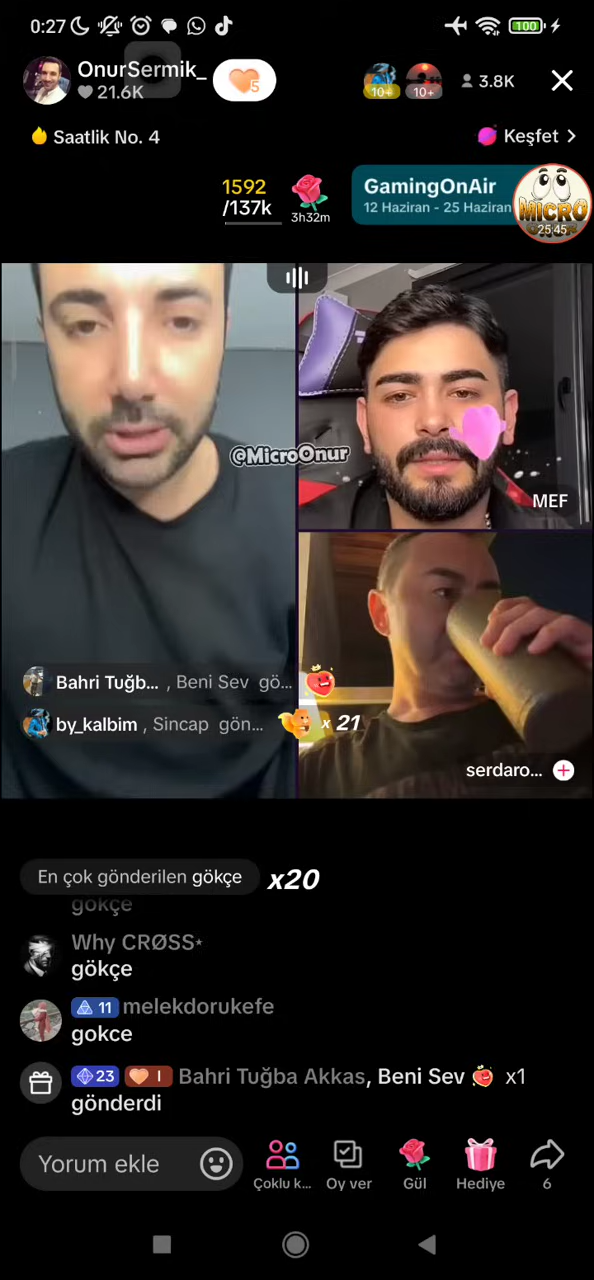 0:27
100
OnurSermik_
21.6K
5
10+
10+
3.8K
Saatlik No. 4
Keşfet
1592
/137k
3h32m
GamingOnAir
12 Haziran - 25 Haziran
MICRO
25:45
@MicroOnur
MEF
Bahri Tuğb... , Beni Sev gö...
by_kalbim , Sincap gön... x 21
serdaro...
En çok gönderilen gökçe x20
gökçe
Why CRØSS⋆
gökçe
11 melekdorukefe
gokce
23 I Bahri Tuğba Akkas, Beni Sev x1
gönderdi
Yorum ekle
Çoklu k...
Oy ver
Gül
Hediye
6